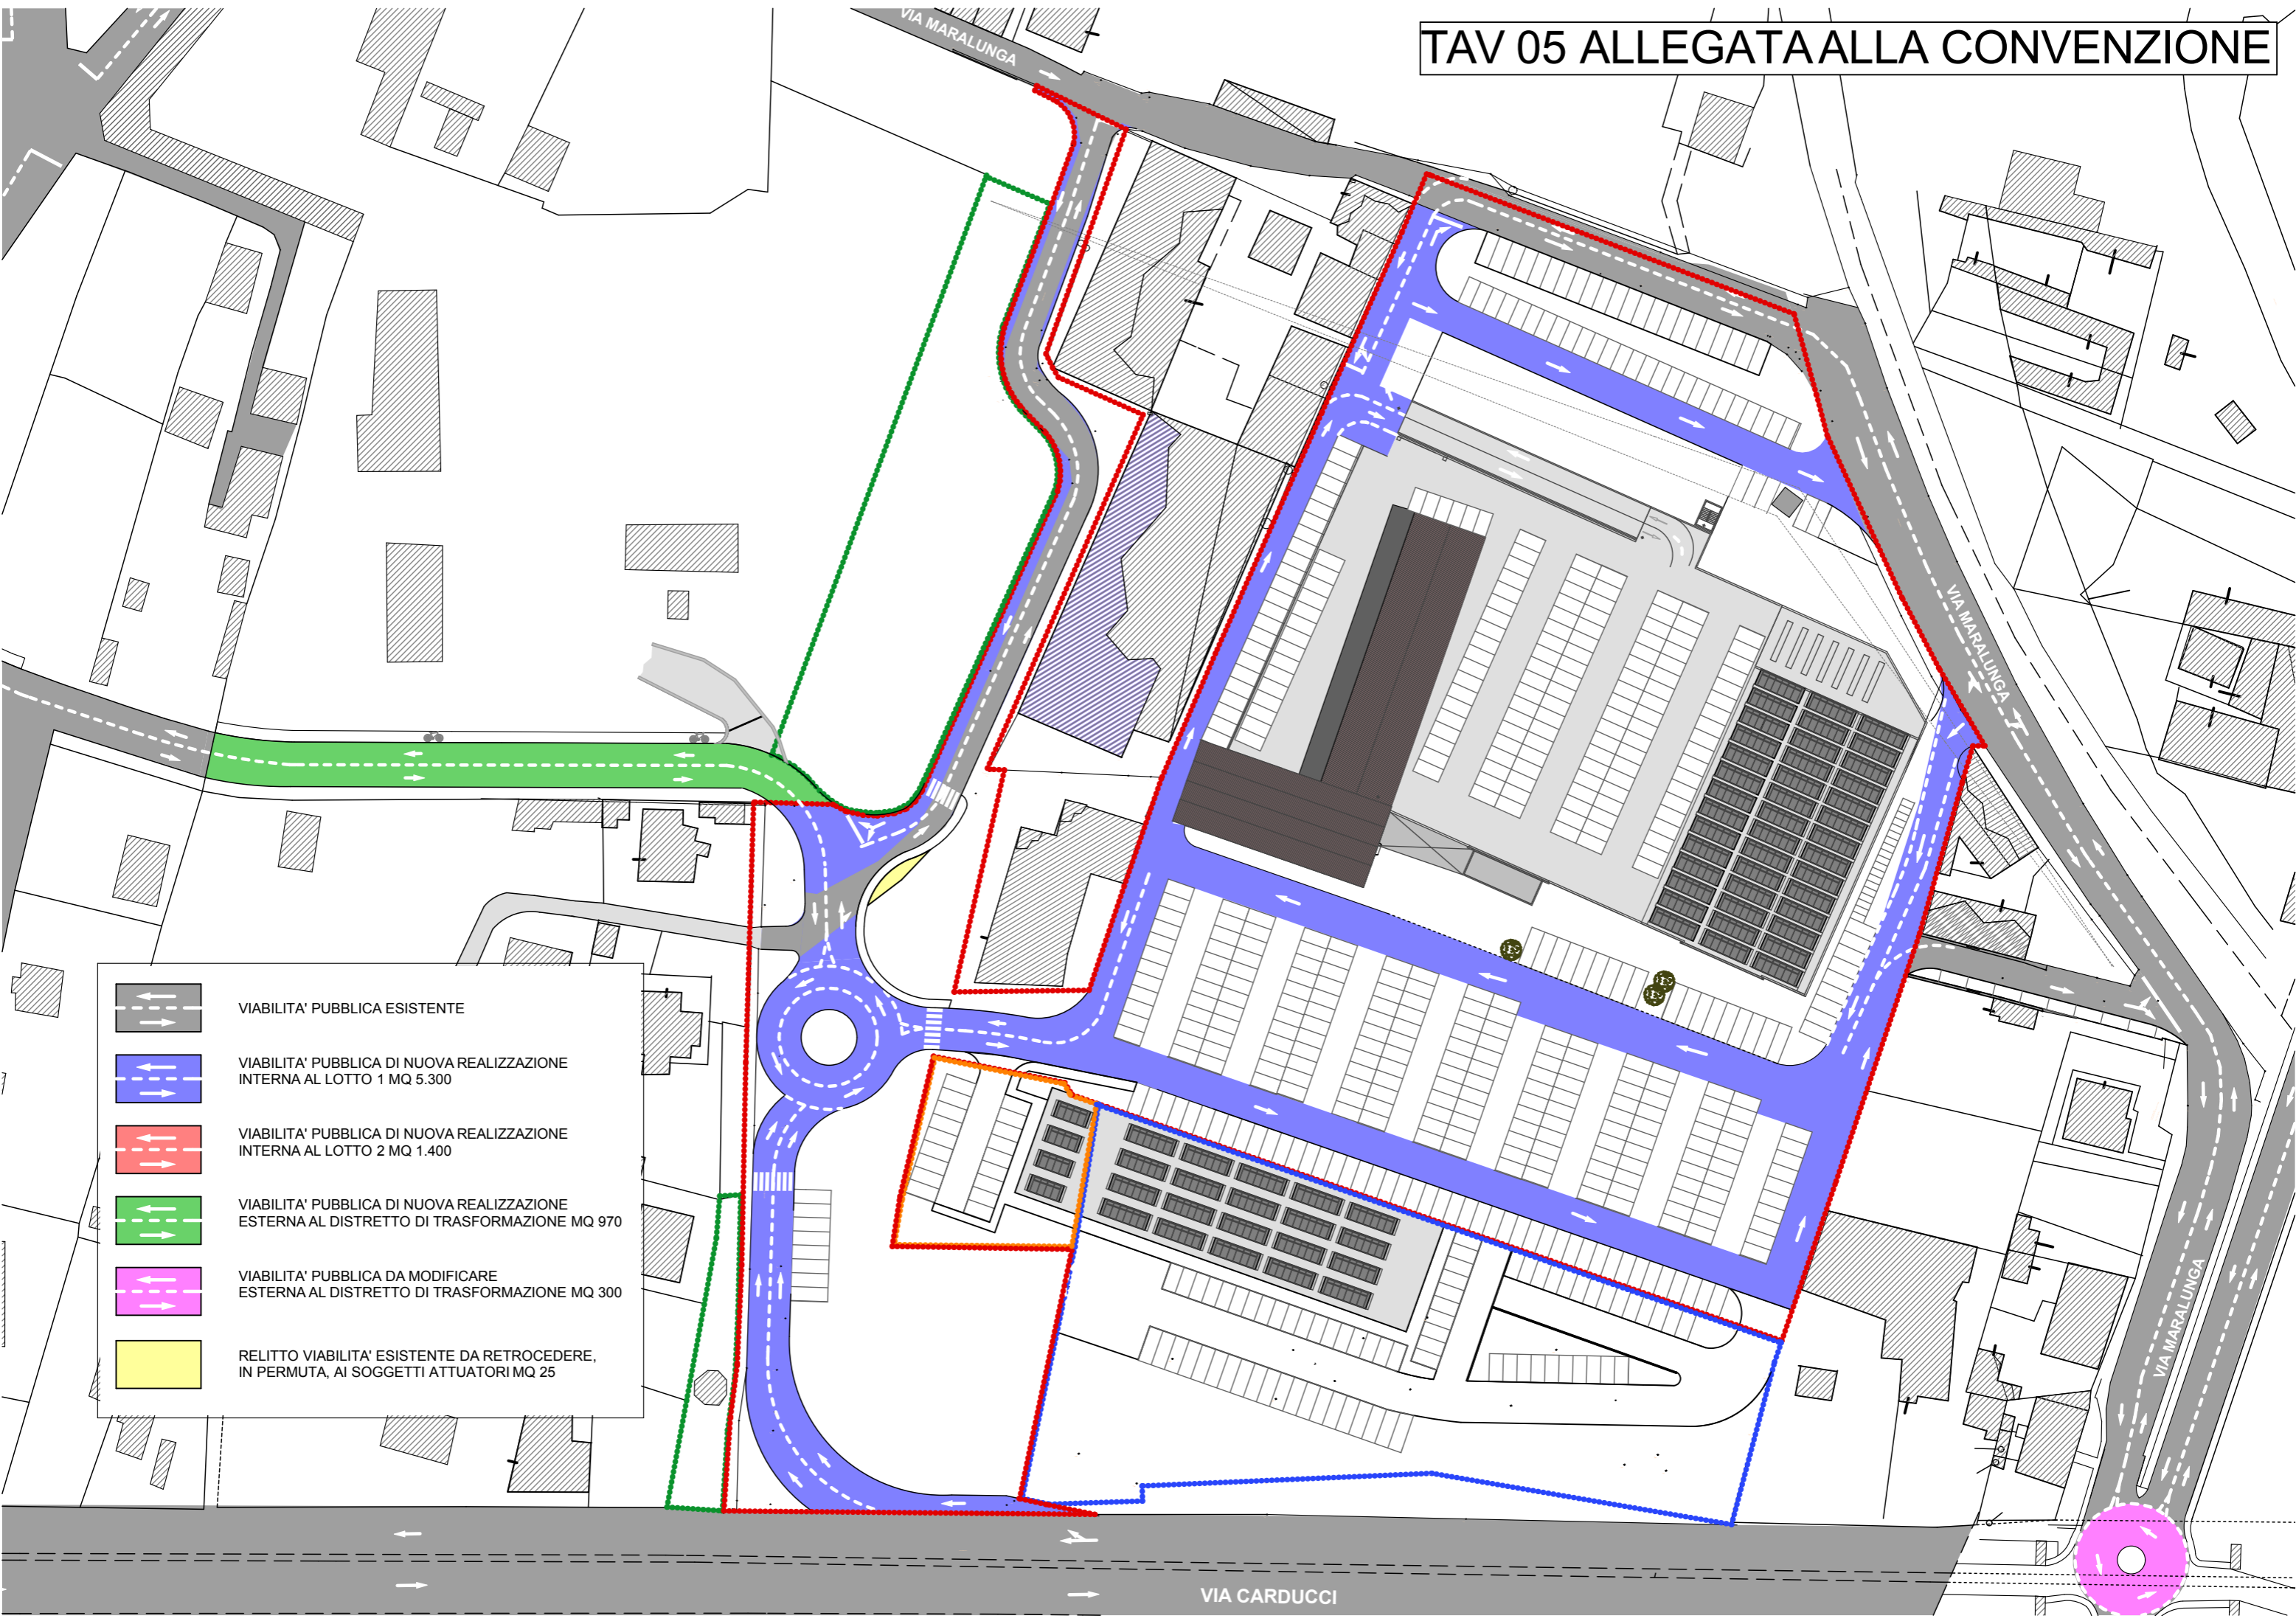 VIA MARALUNGA
TAV 05 ALLEGATA ALLA CONVENZIONE
VIA MARALUNGA
VIABILITA' PUBBLICA ESISTENTE
VIABILITA' PUBBLICA DI NUOVA REALIZZAZIONE
INTERNA AL LOTTO 1 MQ 5.300
VIABILITA' PUBBLICA DI NUOVA REALIZZAZIONE
INTERNA AL LOTTO 2 MQ 1.400
VIABILITA' PUBBLICA DI NUOVA REALIZZAZIONE
ESTERNA AL DISTRETTO DI TRASFORMAZIONE MQ 970
VIABILITA' PUBBLICA DA MODIFICARE
ESTERNA AL DISTRETTO DI TRASFORMAZIONE MQ 300
RELITTO VIABILITA' ESISTENTE DA RETROCEDERE,
IN PERMUTA, AI SOGGETTI ATTUATORI MQ 25
VIA MARALUNGA
VIA CARDUCCI